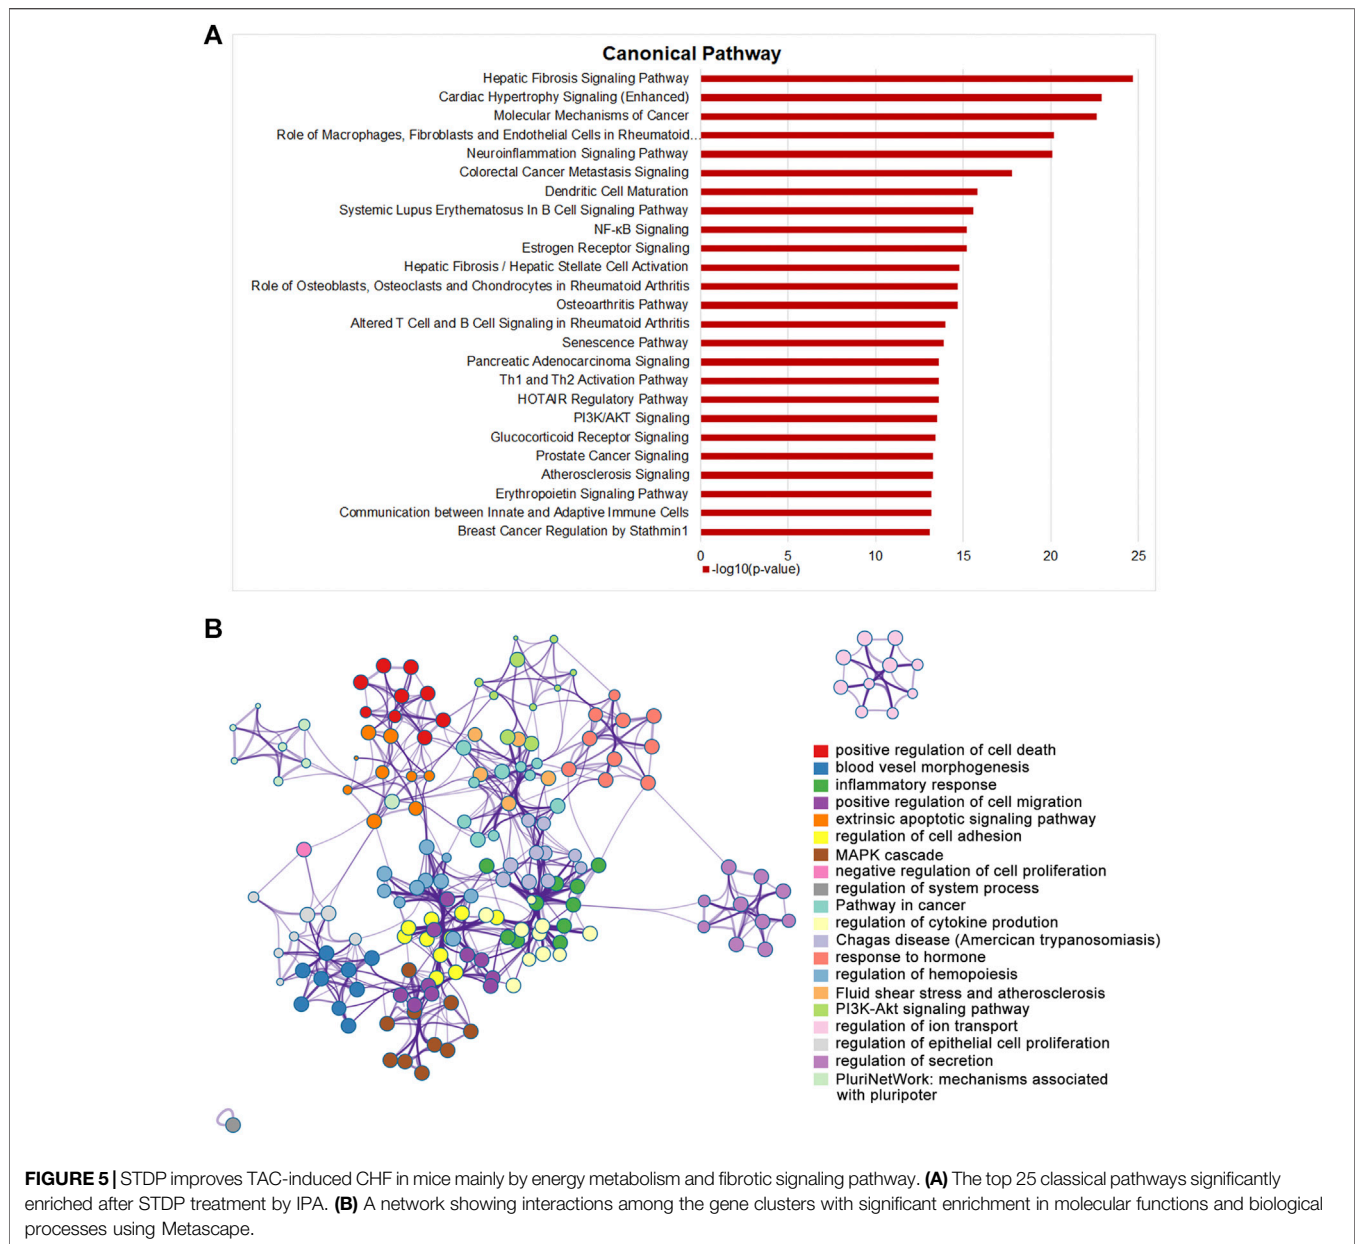 A
Canonical Pathway
Hepatic Fibrosis Signaling Pathway
Cardiac Hypertrophy Signaling (Enhanced)
Molecular Mechanisms of Cancer
Role of Macrophages, Fibroblasts and Endothelial Cells in Rheumatoid...
Neuroinflammation Signaling Pathway
Colorectal Cancer Metastasis Signaling
Dendritic Cell Maturation
Systemic Lupus Erythematosus In B Cell Signaling Pathway
NF-κB Signaling
Estrogen Receptor Signaling
Hepatic Fibrosis / Hepatic Stellate Cell Activation
Role of Osteoblasts, Osteoclasts and Chondrocytes in Rheumatoid Arthritis
Osteoarthritis Pathway
Altered T Cell and B Cell Signaling in Rheumatoid Arthritis
Senescence Pathway
Pancreatic Adenocarcinoma Signaling
Th1 and Th2 Activation Pathway
HOTAIR Regulatory Pathway
PI3K/AKT Signaling
Glucocorticoid Receptor Signaling
Prostate Cancer Signaling
Atherosclerosis Signaling
Erythropoietin Signaling Pathway
Communication between Innate and Adaptive Immune Cells
Breast Cancer Regulation by Stathmin1
0 5 10 15 20 25
-log10(p-value)
B
positive regulation of cell death
blood vesel morphogenesis
inflammatory response
positive regulation of cell migration
extrinsic apoptotic signaling pathway
regulation of cell adhesion
MAPK cascade
negative regulation of cell proliferation
regulation of system process
Pathway in cancer
regulation of cytokine prodution
Chagas disease (Amercican trypanosomiasis)
response to hormone
regulation of hemopoiesis
Fluid shear stress and atherosclerosis
PI3K-Akt signaling pathway
regulation of ion transport
regulation of epithelial cell proliferation
regulation of secretion
PluriNetWork: mechanisms associated
with pluripoter
FIGURE 5 | STDP improves TAC-induced CHF in mice mainly by energy metabolism and fibrotic signaling pathway. (A) The top 25 classical pathways significantly
enriched after STDP treatment by IPA. (B) A network showing interactions among the gene clusters with significant enrichment in molecular functions and biological
processes using Metascape.